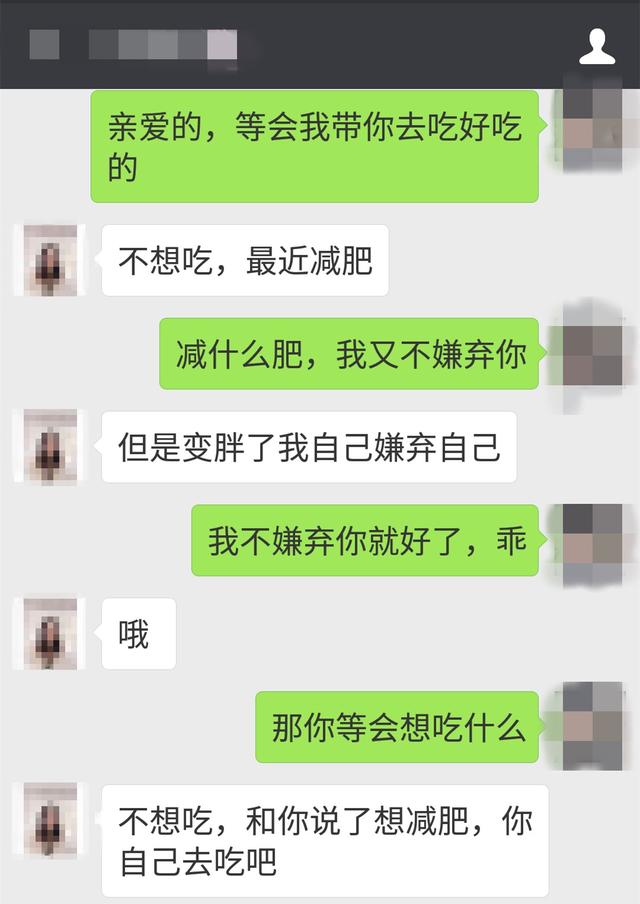 亲爱的，等会我带你去吃好吃
的
不想吃，最近减肥
减什么肥，我又不嫌弃你
但是变胖了我自己嫌弃自己
我不嫌弃你就好了，乖
哦
那你等会想吃什么
不想吃，和你说了想减肥，你
自己去吃吧